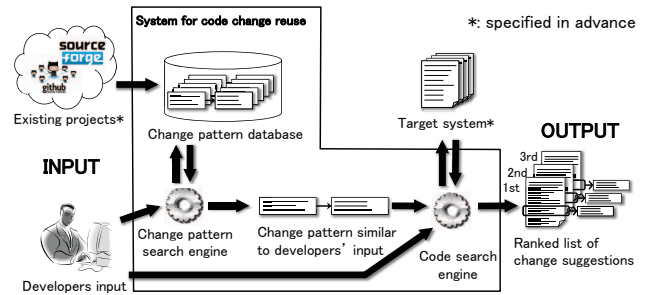 System for code change reuse
*: specified in advance
source
forge
github
Existing projects*
Change pattern database
Target system*
OUTPUT
3rd
2nd
1st
INPUT
Developers input
Change pattern
search engine
Change pattern similar
to developers' input
Code search
engine
Ranked list of
change suggestions